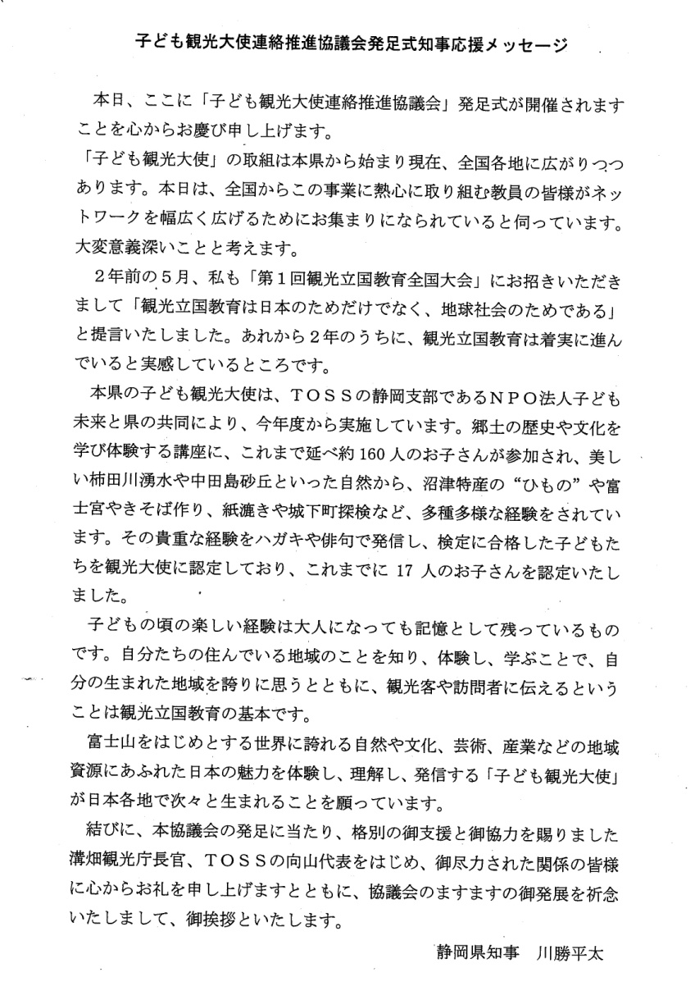 子ども観光大使連絡推進協議会発足式知事応援メッセージ
本日、ここに「子ども観光大使連絡推進協議会」発足式が開催されます
ことを心からお慶び申し上げます。
「子ども観光大使」の取組は本県から始まり現在、全国各地に広がりつつ
あります。本日は、全国からこの事業に熱心に取り組む教員の皆様がネッ
トワークを幅広く広げるためにお集まりになられていると伺っています。
大変意義深いことと考えます。
２年前の５月、私も「第１回観光立国教育全国大会」にお招きいただき
まして「観光立国教育は日本のためだけでなく、地球社会のためである」
と提言いたしました。あれから２年のうちに、観光立国教育は着実に進ん
でいると実感しているところです。
本県の子ども観光大使は、ＴＯＳＳの静岡支部であるＮＰＯ法人子ども
未来と県の共同により、今年度から実施しています。郷土の歴史や文化を
学び体験する講座に、これまで延べ約160人のお子さんが参加され、美し
い柿田川湧水や中田島砂丘といった自然から、沼津特産の“ひもの”や富
士宮やきそば作り、紙漉きや城下町探検など、多種多様な経験をされてい
ます。その貴重な経験をハガキや俳句で発信し、検定に合格した子どもた
ちを観光大使に認定しており、これまでに 17 人のお子さんを認定いたし
ました。
子どもの頃の楽しい経験は大人になっても記憶として残っているもの
です。自分たちの住んでいる地域のことを知り、体験し、学ぶことで、自
分の生まれた地域を誇りに思うとともに、観光客や訪問者に伝えるという
ことは観光立国教育の基本です。
富士山をはじめとする世界に誇れる自然や文化、芸術、産業などの地域
資源にあふれた日本の魅力を体験し、理解し、発信する「子ども観光大使」
が日本各地で次々と生まれることを願っています。
結びに、本協議会の発足に当たり、格別の御支援と御協力を賜りました
溝畑観光庁長官、ＴＯＳＳの向山代表をはじめ、御尽力された関係の皆様
に心からお礼を申し上げますとともに、協議会のますますの御発展を祈念
いたしまして、御挨拶といたします。
静岡県知事　川勝平太